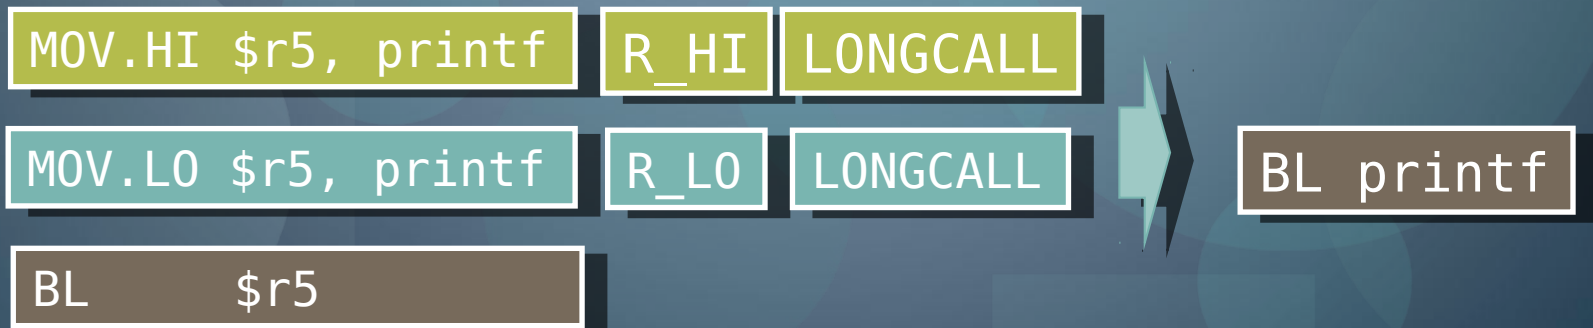 MOV.HI $r5, printf R_HI LONGCALL
MOV.LO $r5, printf R_LO LONGCALL
BL printf
BL $r5